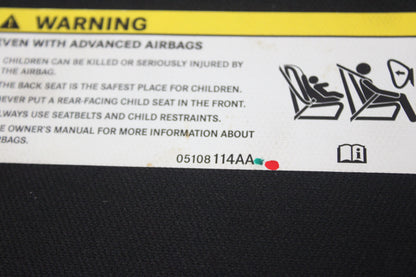 WARNING
EVEN WITH ADVANCED AIRBAGS
CHILDREN CAN BE KILLED OR SERIOUSLY INJURED BY
THE AIRBAG.
THE BACK SEAT IS THE SAFEST PLACE FOR CHILDREN.
NEVER PUT A REAR-FACING CHILD SEAT IN THE FRONT.
ALWAYS USE SEATBELTS AND CHILD RESTRAINTS.
SEE OWNER'S MANUAL FOR MORE INFORMATION ABOUT
AIRBAGS.
05108114AA